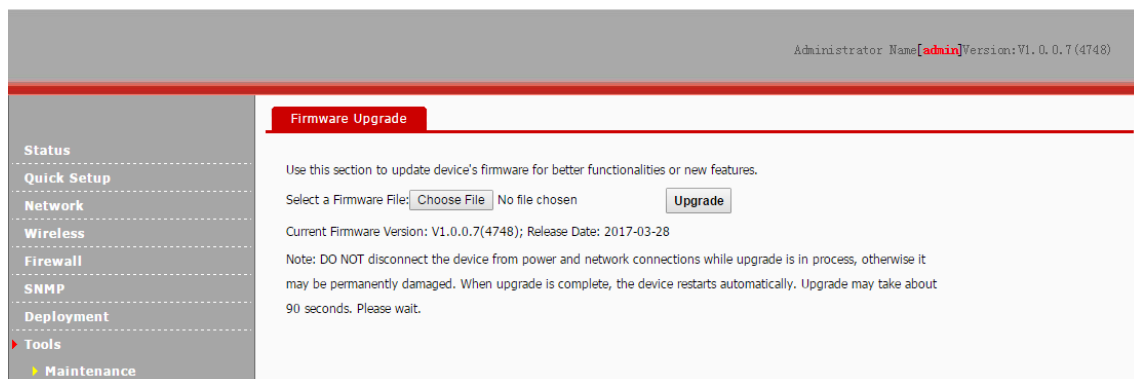 Administrator Name[admin]Version:V1.0.0.7(4748)
Firmware Upgrade
Status
Quick Setup
Network
Wireless
Firewall
SNMP
Deployment
Tools
Maintenance
Use this section to update device's firmware for better functionalities or new features.
Select a Firmware File: Choose File No file chosen Upgrade
Current Firmware Version: V1.0.0.7(4748); Release Date: 2017-03-28
Note: DO NOT disconnect the device from power and network connections while upgrade is in process, otherwise it
may be permanently damaged. When upgrade is complete, the device restarts automatically. Upgrade may take about
90 seconds. Please wait.